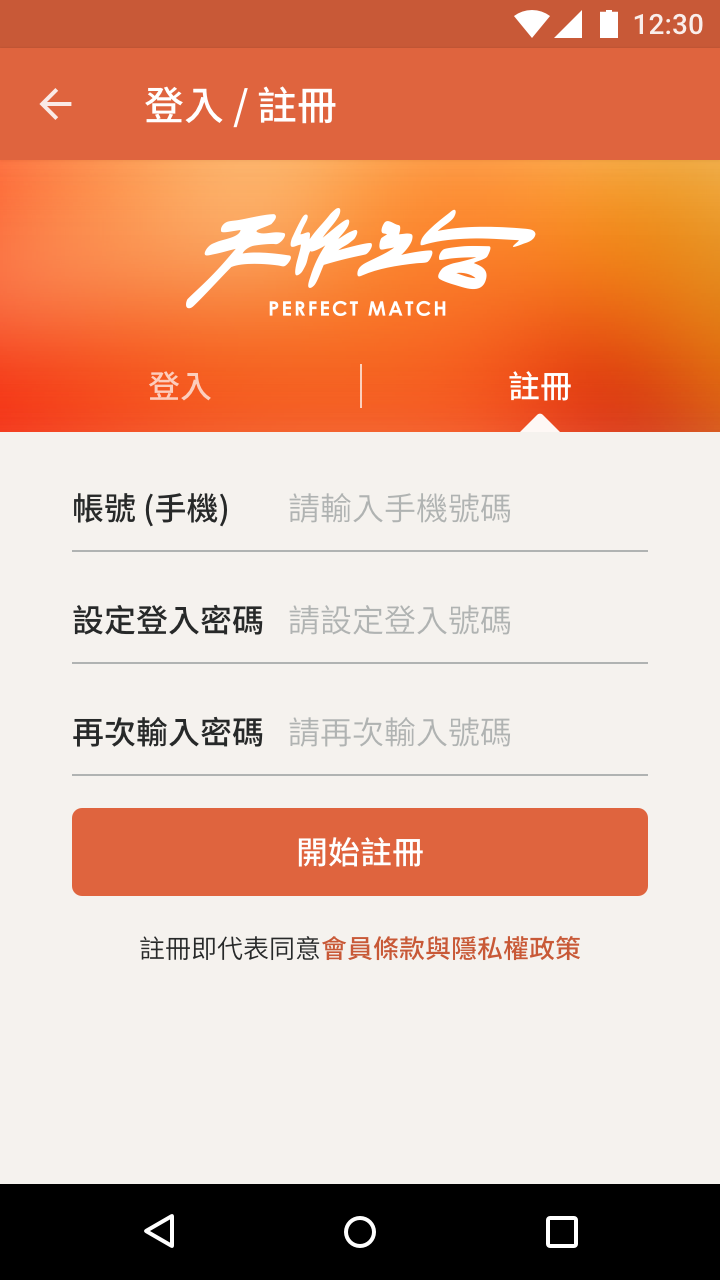 12:30
登入 / 註冊
天作之合
PERFECT MATCH
登入
註冊
帳號 (手機) 請輸入手機號碼
設定登入密碼 請設定登入號碼
再次輸入密碼 請再次輸入號碼
開始註冊
註冊即代表同意會員條款與隱私權政策